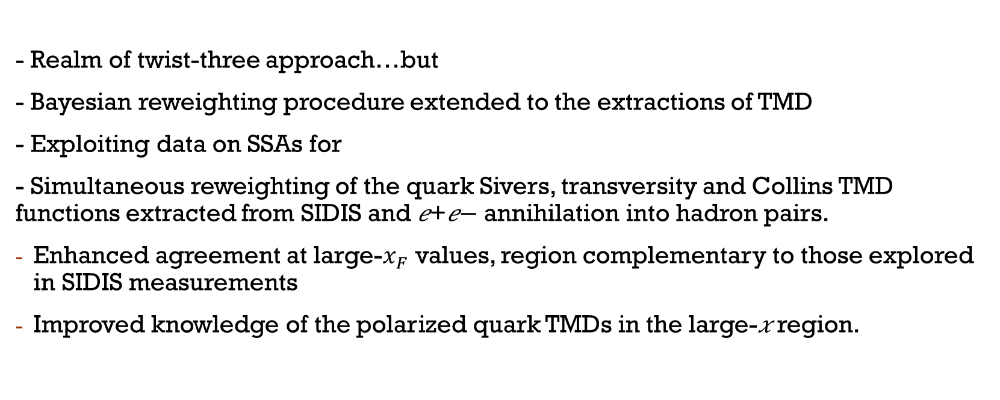 - Realm of twist-three approach...but
- Bayesian reweighting procedure extended to the extractions of TMD
- Exploiting data on SSAs for
- Simultaneous reweighting of the quark Sivers, transversity and Collins TMD
functions extracted from SIDIS and e+e− annihilation into hadron pairs.
- Enhanced agreement at large-x_F values, region complementary to those explored
in SIDIS measurements
- Improved knowledge of the polarized quark TMDs in the large-x region.